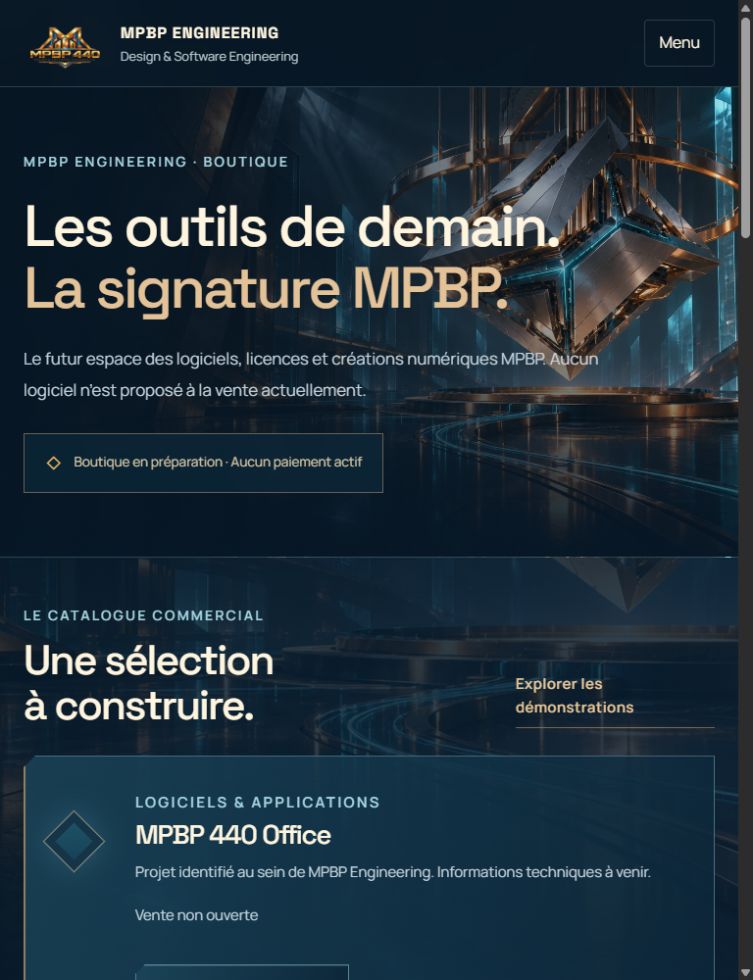 MPBP 440
MPBP ENGINEERING
Design & Software Engineering
Menu
MPBP ENGINEERING · BOUTIQUE
Les outils de demain.
La signature MPBP.
Le futur espace des logiciels, licences et créations numériques MPBP. Aucun
logiciel n’est proposé à la vente actuellement.
Boutique en préparation · Aucun paiement actif
LE CATALOGUE COMMERCIAL
Une sélection
à construire.
Explorer les
démonstrations
LOGICIELS & APPLICATIONS
MPBP 440 Office
Projet identifié au sein de MPBP Engineering. Informations techniques à venir.
Vente non ouverte